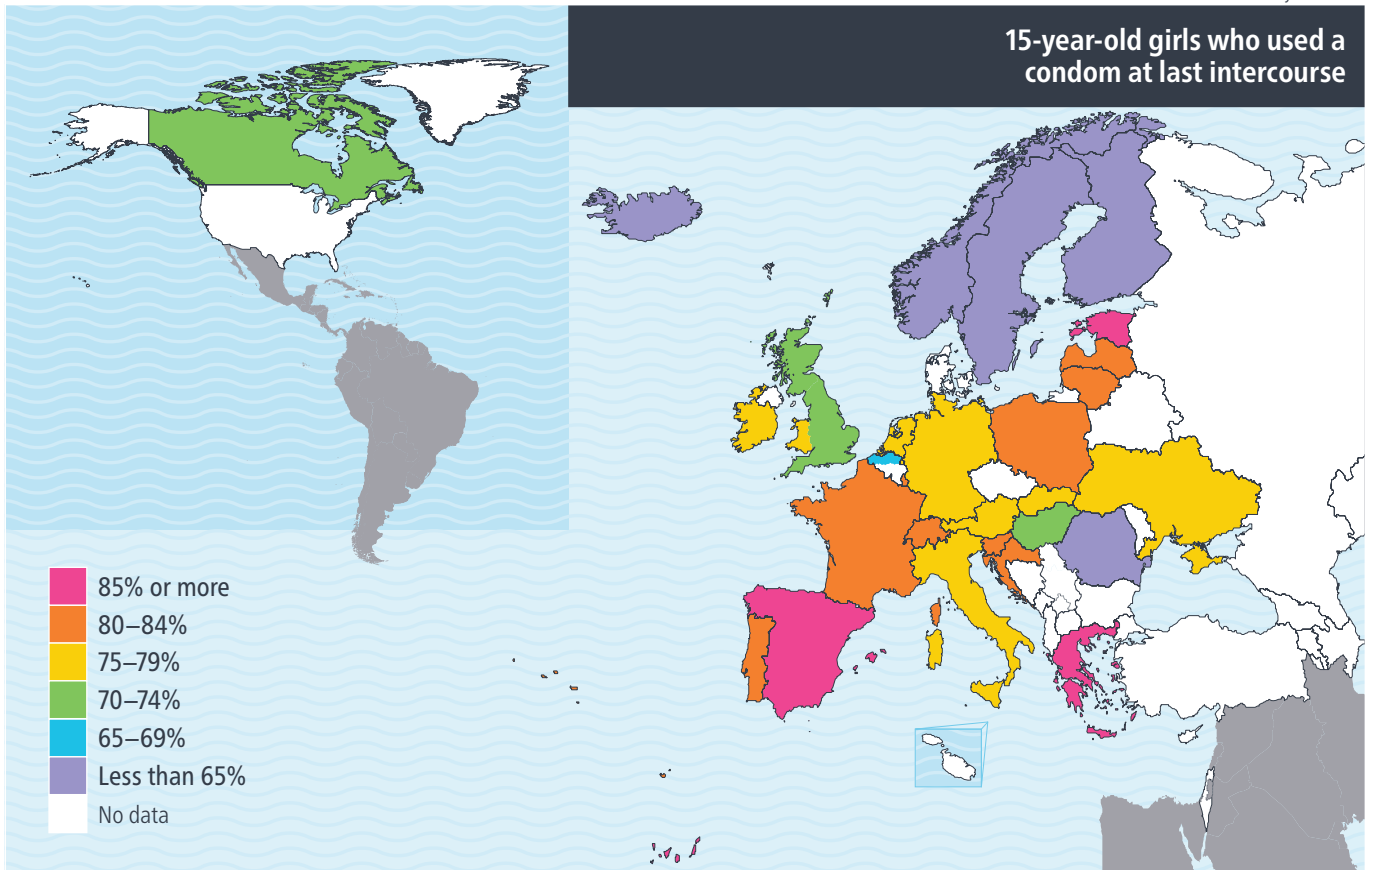 15-year-old girls who used a
condom at last intercourse
85% or more
80–84%
75–79%
70–74%
65–69%
Less than 65%
No data